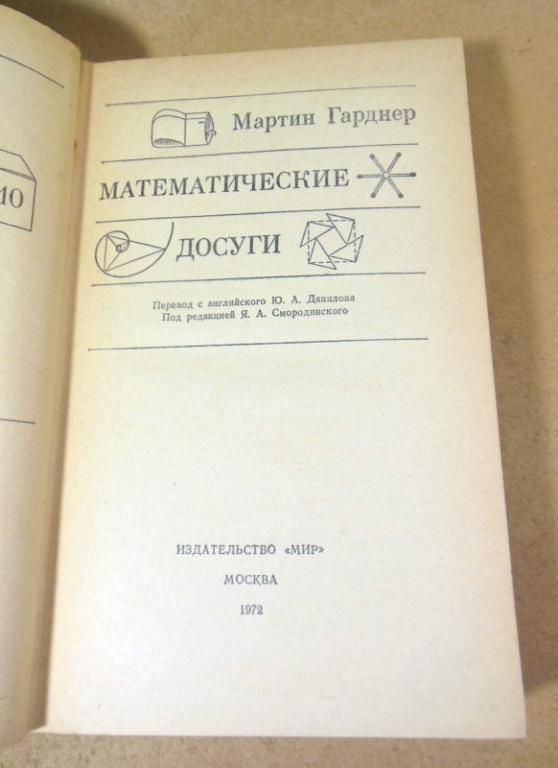 10
Мартин Гарднер
МАТЕМАТИЧЕСКИЕ
ДОСУГИ
Перевод с английского Ю. А. Данилова
Под редакцией Я. А. Смородинского
ИЗДАТЕЛЬСТВО «МИР»
МОСКВА
1972